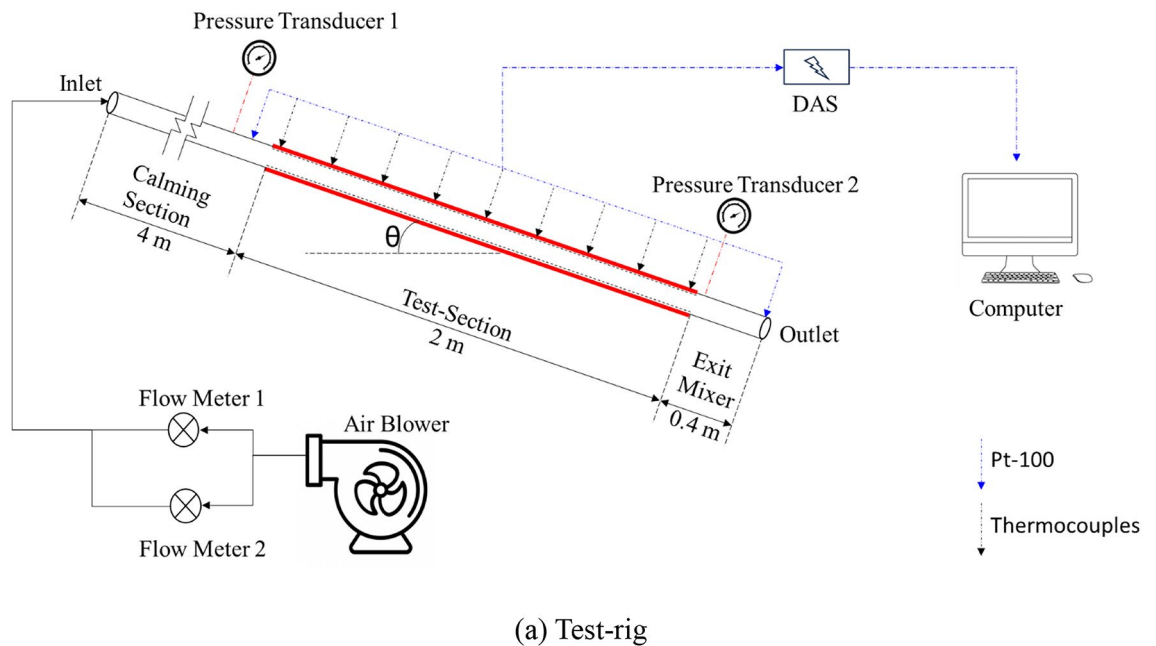 Pressure Transducer 1
Inlet
DAS
Calming
Section
4 m
Pressure Transducer 2
θ
Computer
Test-Section
2 m
Outlet
Exit
Mixer
0.4 m
Flow Meter 1
Air Blower
Pt-100
Thermocouples
Flow Meter 2
(a) Test-rig